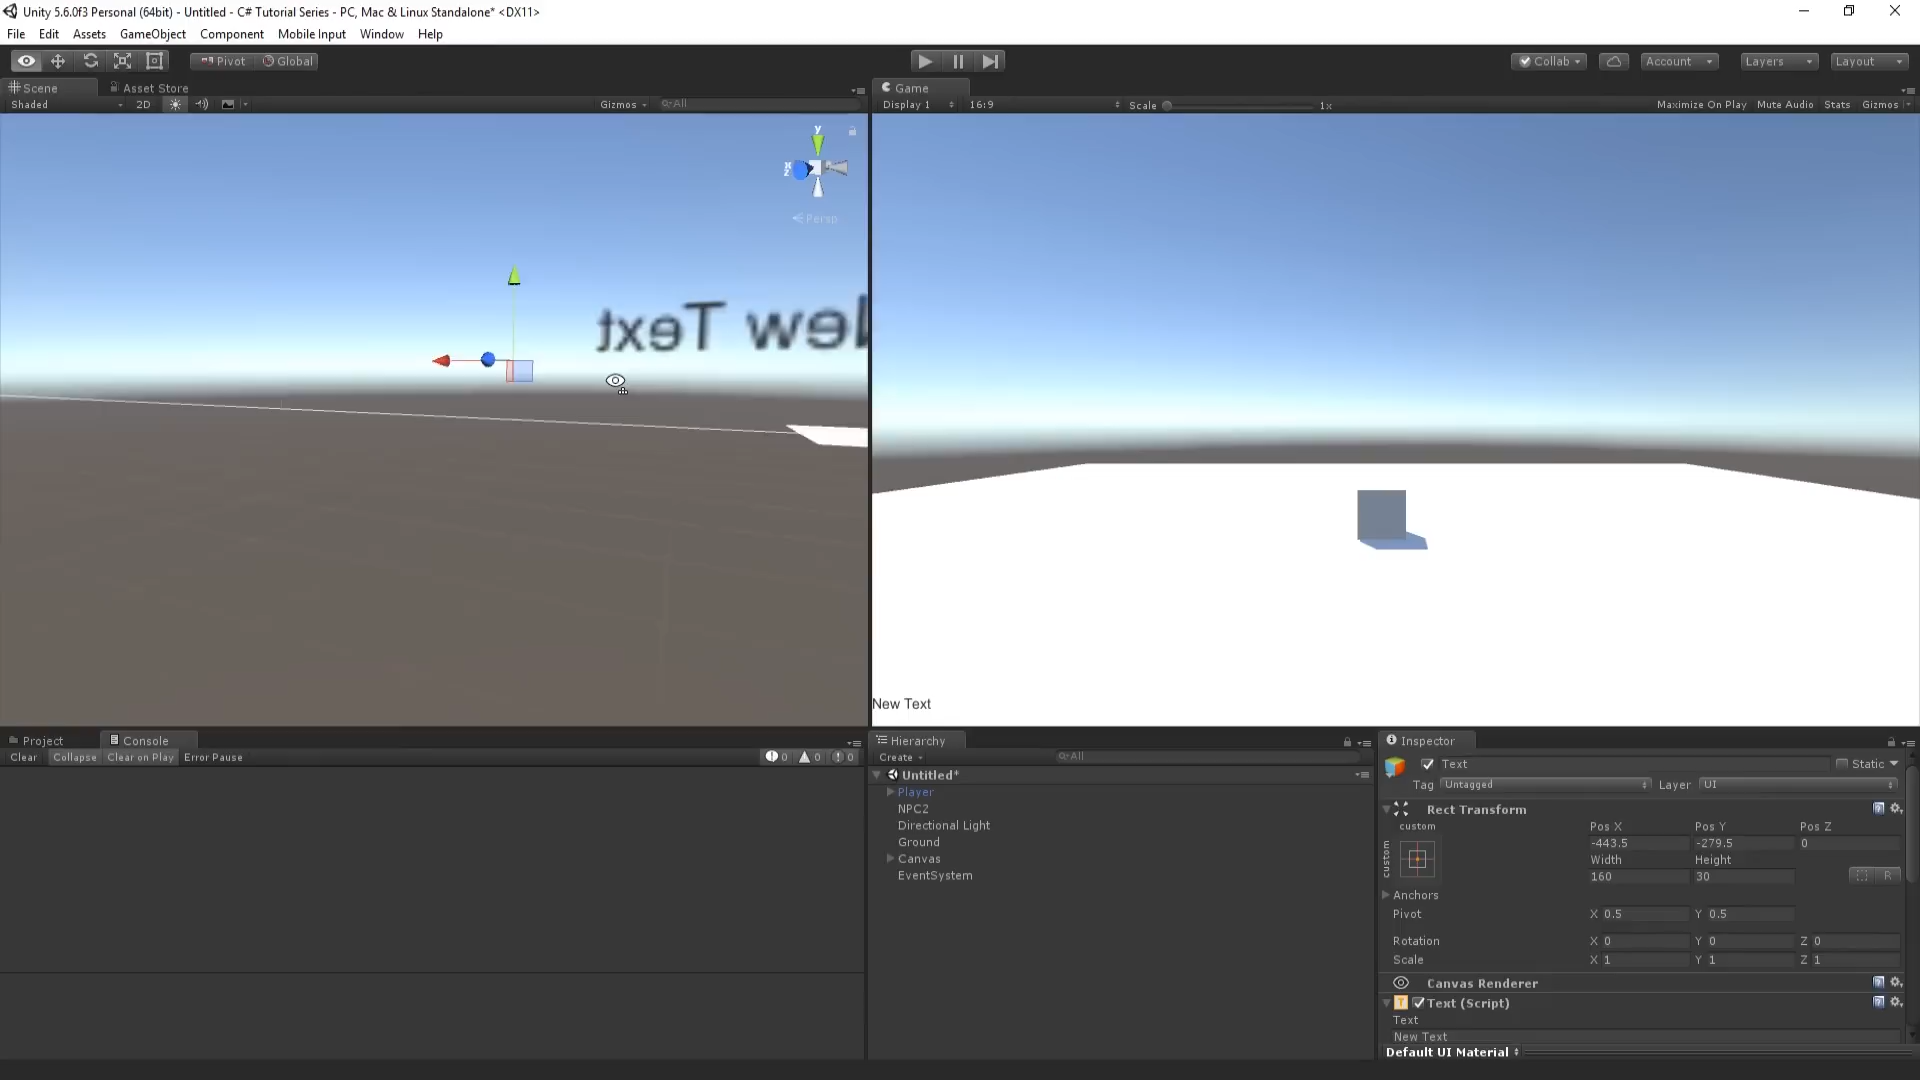 Unity 5.6.0f3 Personal (64bit) - Untitled - C# Tutorial Series - PC, Mac & Linux Standalone* <DX11>
File Edit Assets GameObject Component Mobile Input Window Help
Pivot Global Collab Account Layers Layout
Scene Asset Store Game
Shaded 2D Gizmos All Display 1 16:9 Scale 1x Maximize On Play Mute Audio Stats Gizmos
y
x
z
Persp
New Text
New Text
Project Console Hierarchy Inspector
Clear Collapse Clear on Play Error Pause 0 0 0 Create All
Text Static
Untitled*
Tag Untagged Layer UI
Player
NPC2 Rect Transform
Directional Light custom Pos X Pos Y Pos Z
Ground custom -443.5 -279.5 0
Canvas Width Height
EventSystem 160 30 R
Anchors
Pivot X 0.5 Y 0.5
Rotation X 0 Y 0 Z 0
Scale X 1 Y 1 Z 1
Canvas Renderer
Text (Script)
Text
New Text
Default UI Material